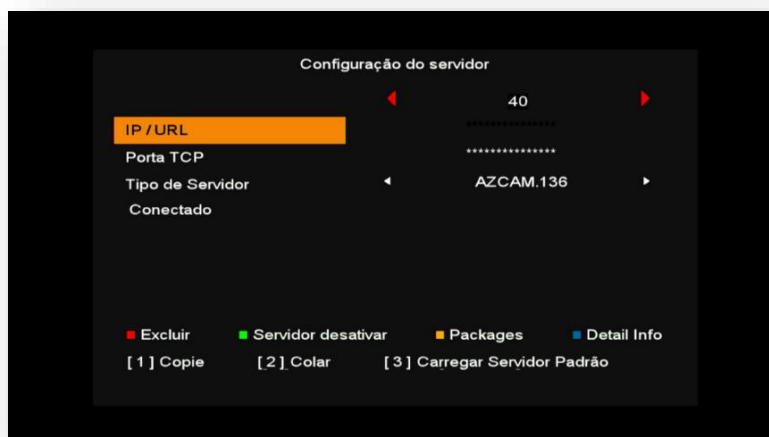 Configuração do servidor
40
IP / URL ***************
Porta TCP ***************
Tipo de Servidor AZCAM.136
Conectado
Excluir Servidor desativar Packages Detail Info
[ 1 ] Copie [ 2 ] Colar [ 3 ] Carregar Servidor Padrão